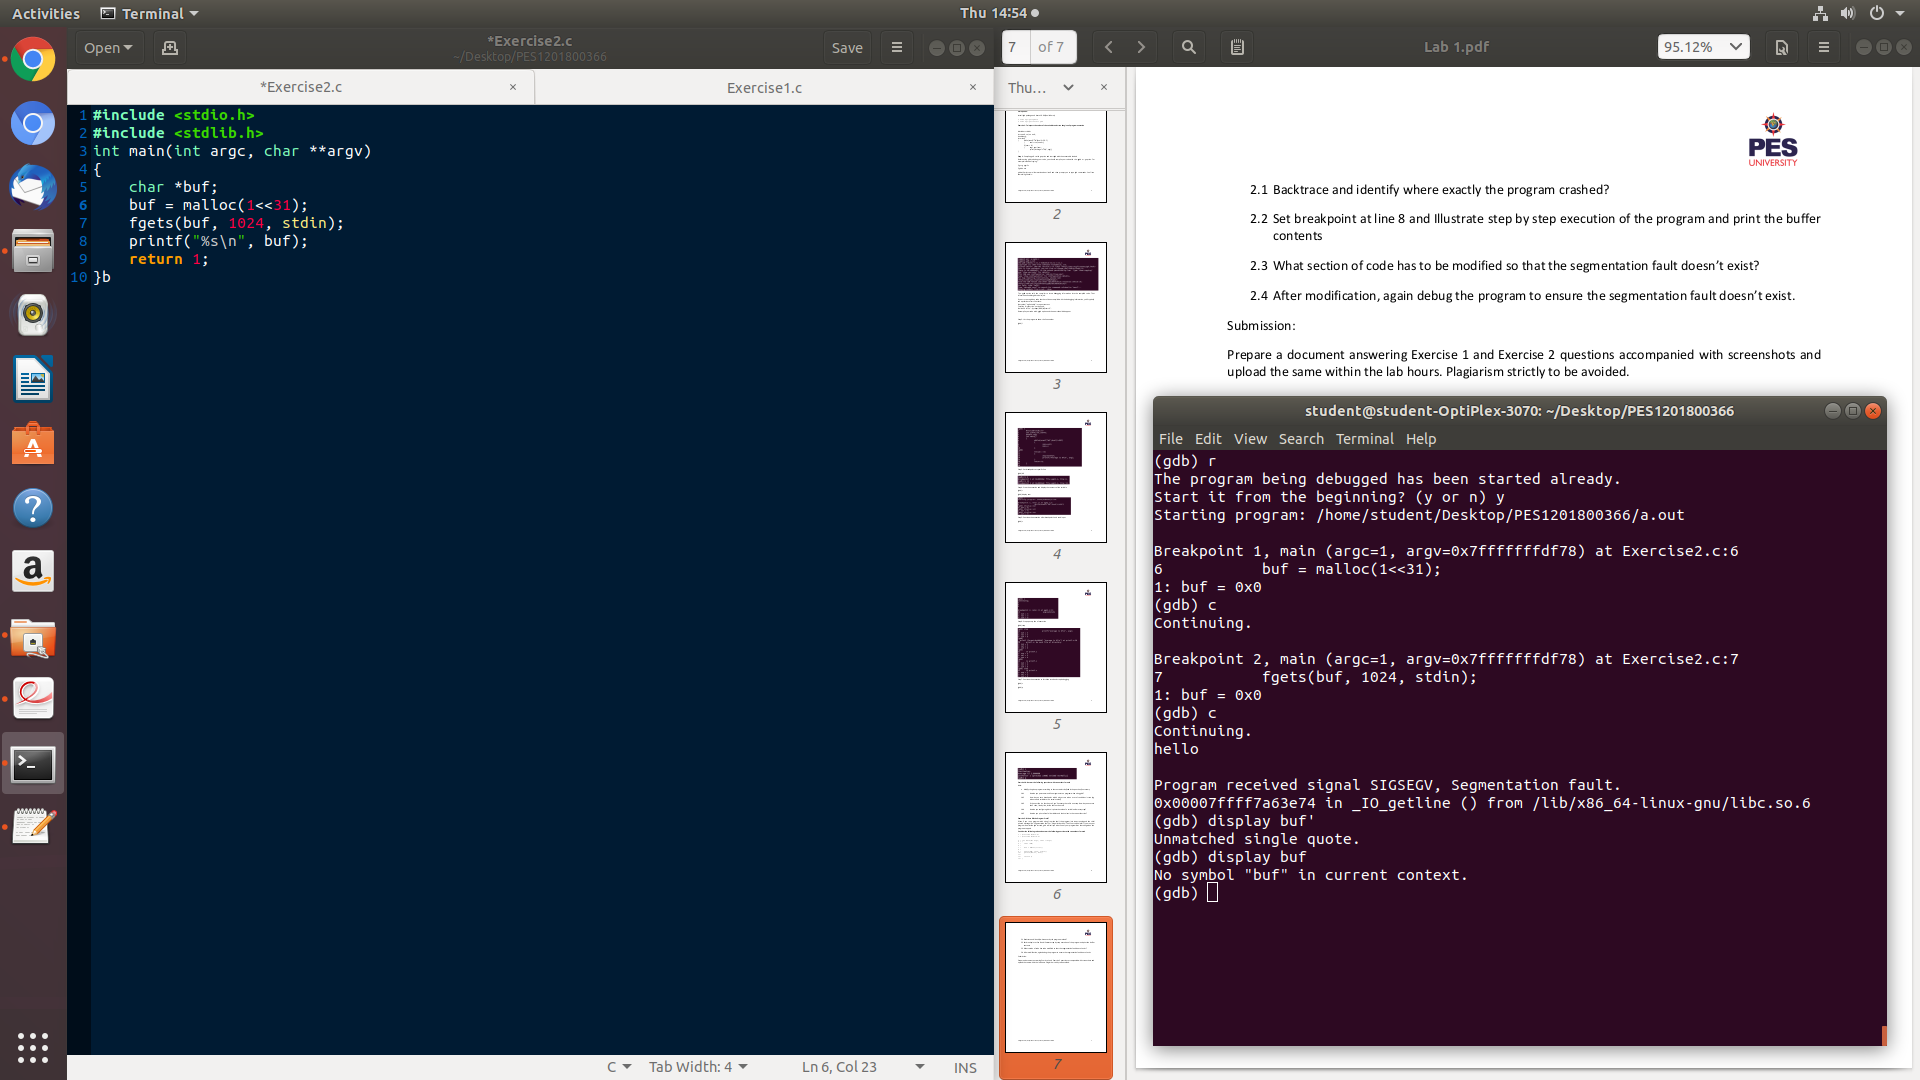 Activities
Terminal
Thu 14:54
Open
*Exercise2.c
~/Desktop/PES1201800366
Save
*Exercise2.c
Exercise1.c
1 #include <stdio.h>
2 #include <stdlib.h>
3 int main(int argc, char **argv)
4 {
5 char *buf;
6 buf = malloc(1<<31);
7 fgets(buf, 1024, stdin);
8 printf("%s\n", buf);
9 return 1;
10 }b
C
Tab Width: 4
Ln 6, Col 23
INS
7 of 7
Lab 1.pdf
95.12%
Thu...
2
3
4
5
6
7
PES
UNIVERSITY
2.1 Backtrace and identify where exactly the program crashed?
2.2 Set breakpoint at line 8 and Illustrate step by step execution of the program and print the buffer
contents
2.3 What section of code has to be modified so that the segmentation fault doesn't exist?
2.4 After modification, again debug the program to ensure the segmentation fault doesn't exist.
Submission:
Prepare a document answering Exercise 1 and Exercise 2 questions accompanied with screenshots and
upload the same within the lab hours. Plagiarism strictly to be avoided.
student@student-OptiPlex-3070: ~/Desktop/PES1201800366
File Edit View Search Terminal Help
(gdb) r
The program being debugged has been started already.
Start it from the beginning? (y or n) y
Starting program: /home/student/Desktop/PES1201800366/a.out
Breakpoint 1, main (argc=1, argv=0x7fffffffdf78) at Exercise2.c:6
6 buf = malloc(1<<31);
1: buf = 0x0
(gdb) c
Continuing.
Breakpoint 2, main (argc=1, argv=0x7fffffffdf78) at Exercise2.c:7
7 fgets(buf, 1024, stdin);
1: buf = 0x0
(gdb) c
Continuing.
hello
Program received signal SIGSEGV, Segmentation fault.
0x00007ffff7a63e74 in _IO_getline () from /lib/x86_64-linux-gnu/libc.so.6
(gdb) display buf'
Unmatched single quote.
(gdb) display buf
No symbol "buf" in current context.
(gdb)